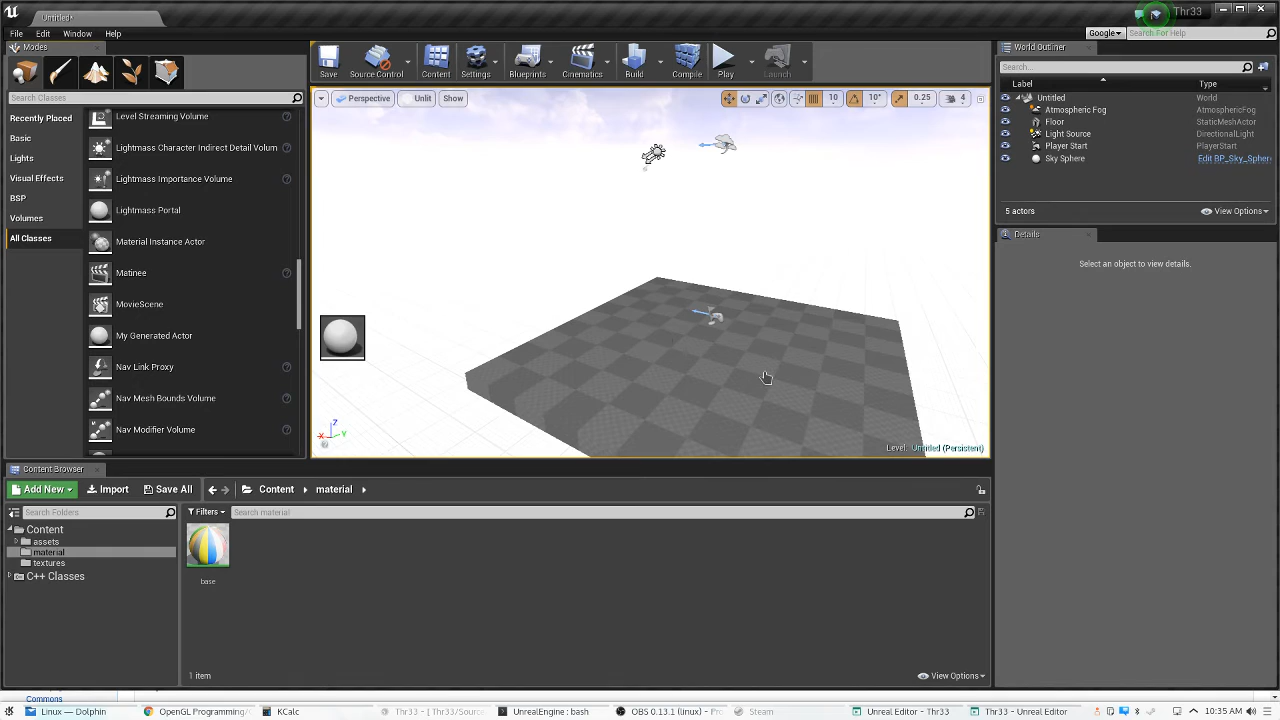 Untitled*
Thr33
File Edit Window Help
Google
Search For Help
Modes
Search Classes
Recently Placed
Basic
Lights
Visual Effects
BSP
Volumes
All Classes
Level Streaming Volume
Lightmass Character Indirect Detail Volum
Lightmass Importance Volume
Lightmass Portal
Material Instance Actor
Matinee
MovieScene
My Generated Actor
Nav Link Proxy
Nav Mesh Bounds Volume
Nav Modifier Volume
Save Source Control Content Settings Blueprints Cinematics Build Compile Play Launch
Perspective Unlit Show 10 10° 0.25 4
X Y Z
Level: Untitled (Persistent)
World Outliner
Search...
Label Type
Untitled World
Atmospheric Fog AtmosphericFog
Floor StaticMeshActor
Light Source DirectionalLight
Player Start PlayerStart
Sky Sphere Edit BP_Sky_Spher
5 actors View Options
Details
Select an object to view details.
Content Browser
Add New Import Save All Content material
Search Folders
Content
assets
material
textures
C++ Classes
Filters Search material
base
1 item View Options
Commons
Linux — Dolphin OpenGL Programming/ KCalc Thr33 - [ Thr33/Source UnrealEngine : bash OBS 0.13.1 (linux) - Pro Steam Unreal Editor - Thr33 Thr33 - Unreal Editor 10:35 AM